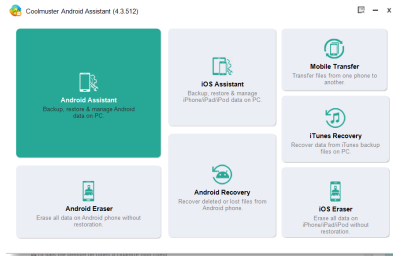 Coolmuster Android Assistant (4.3.512)
Android Assistant
Backup, restore & manage Android
data on PC
iOS Assistant
Backup, restore & manage
iPhone/iPad/iPod data on PC
Mobile Transfer
Transfer files from one phone to
another
iTunes Recovery
Recover data from iTunes backup
files on PC
Android Eraser
Erase all data on Android phone without
restoration
Android Recovery
Recover deleted or lost files from
Android phone
iOS Eraser
Erase all data on
iPhone/iPad/iPod without
restoration